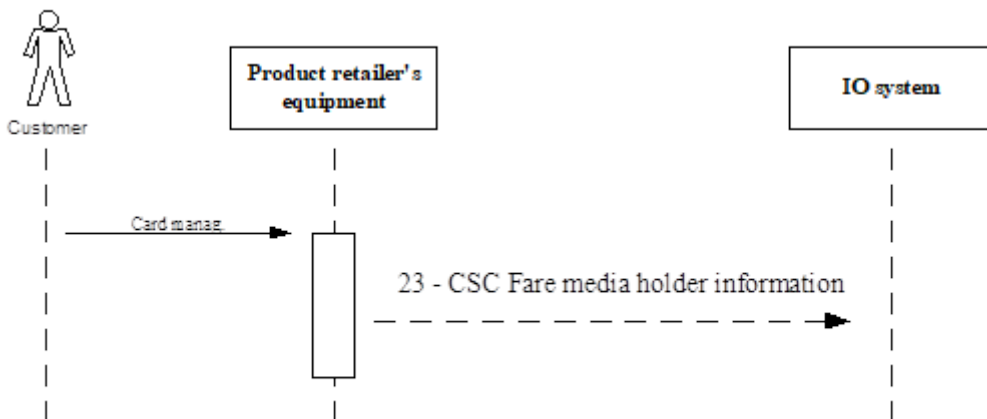 Product retailer's
equipment
IO system
Customer
Card manag.
23 - CSC Fare media holder information